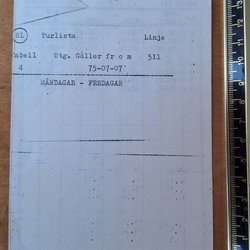 SL Turlista Linje
Tabell Utg. Gäller fr o m 511
4 75-07-07
MÅNDAGAR - FREDAGAR